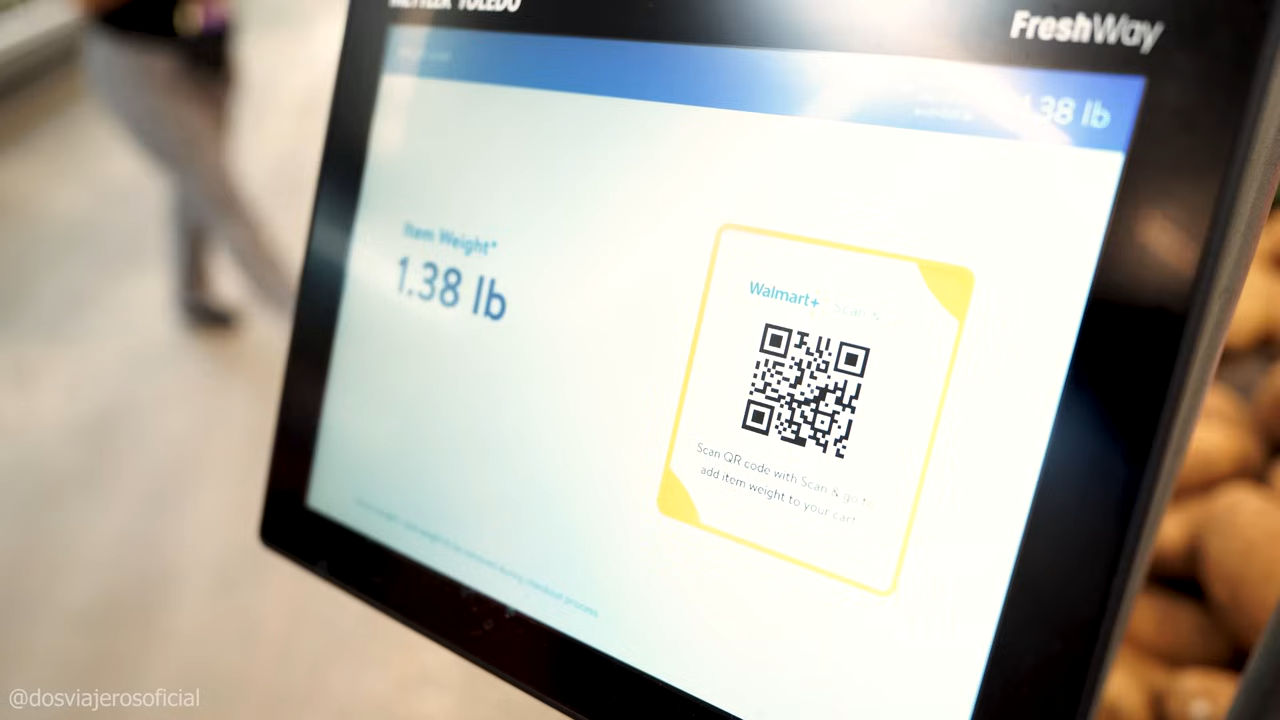 METTLER TOLEDO
FreshWay
1.38 lb
Item Weight*
1.38 lb
Walmart+ Scan &
Scan QR code with Scan & go to
add item weight to your cart
@dosviajerosoficial